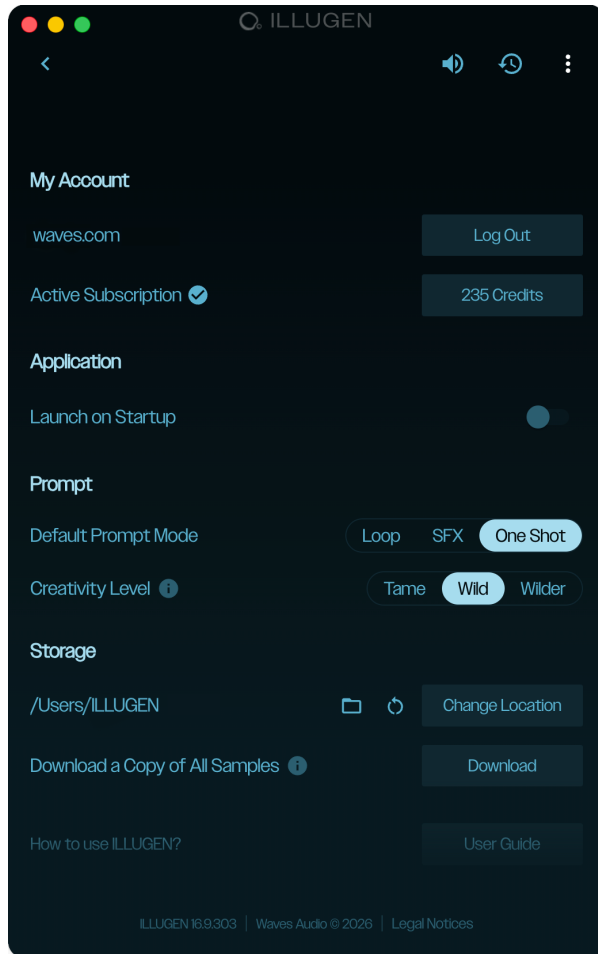 ILLUGEN
My Account
waves.com Log Out
Active Subscription 235 Credits
Application
Launch on Startup
Prompt
Default Prompt Mode Loop SFX One Shot
Creativity Level Tame Wild Wilder
Storage
/Users/ILLUGEN Change Location
Download a Copy of All Samples Download
How to use ILLUGEN? User Guide
ILLUGEN 16.9.303 | Waves Audio © 2026 | Legal Notices